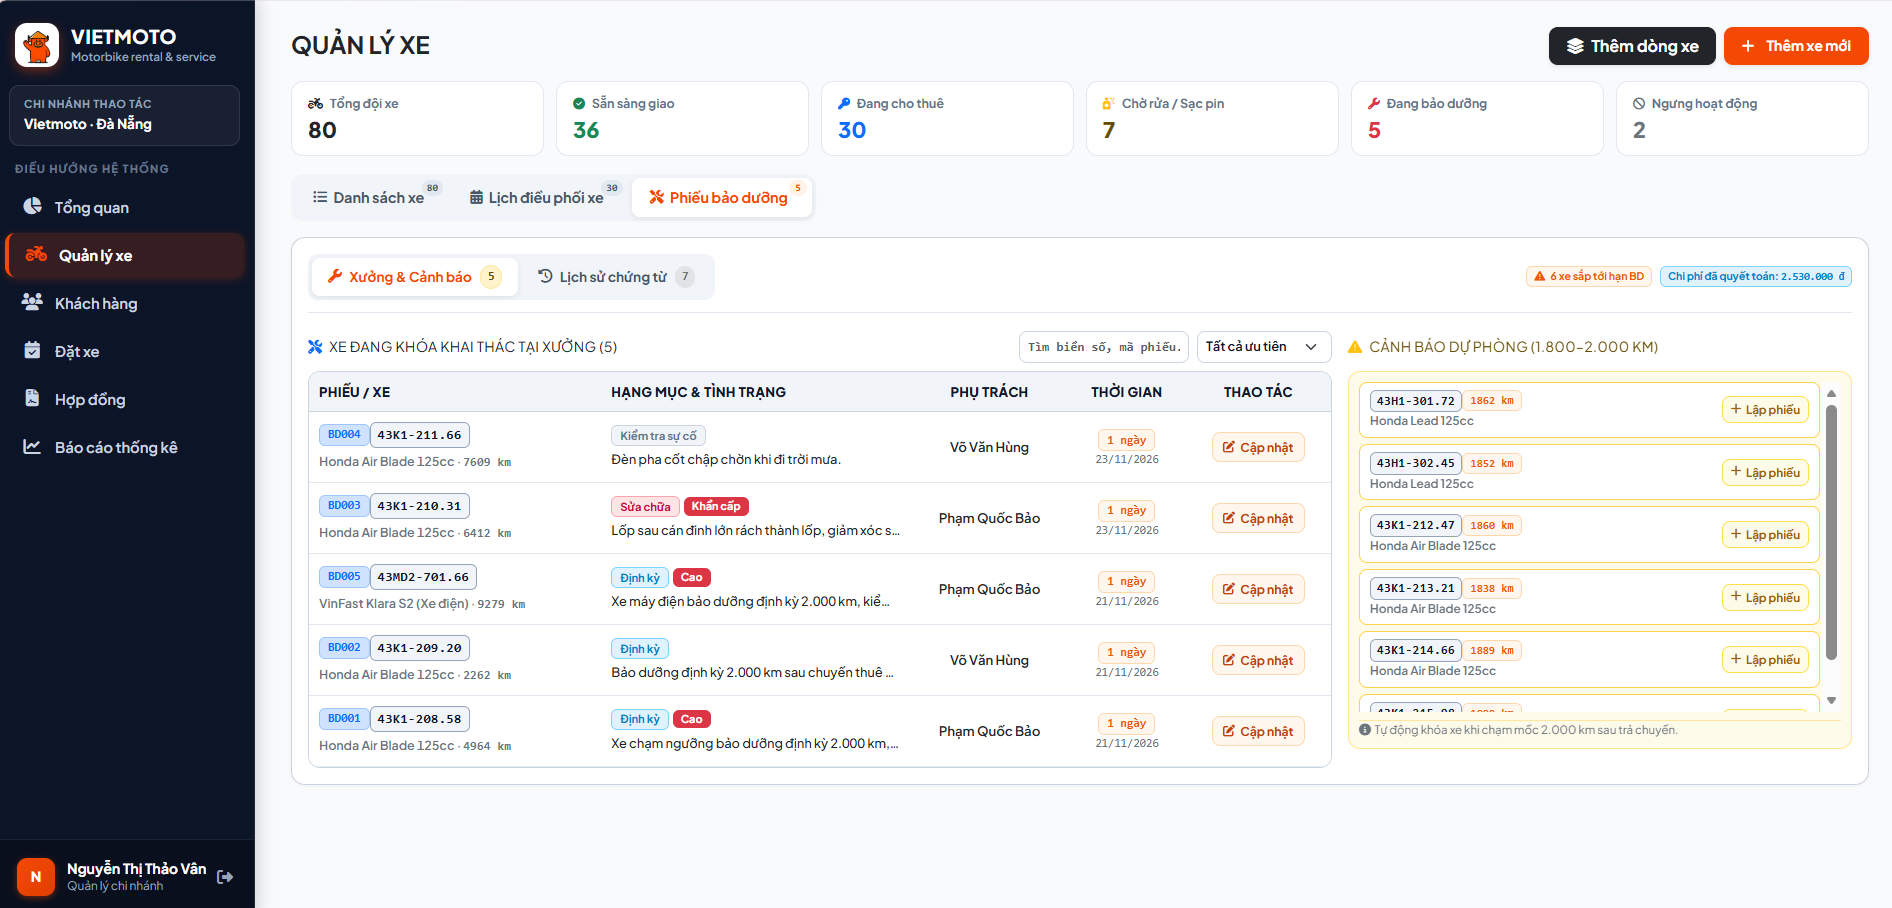 VIETMOTO
Motorbike rental & service
CHI NHÁNH THAO TÁC
Vietmoto · Đà Nẵng
ĐIỀU HƯỚNG HỆ THỐNG
Tổng quan
Quản lý xe
Khách hàng
Đặt xe
Hợp đồng
Báo cáo thống kê
N
Nguyễn Thị Thảo Vân
Quản lý chi nhánh
QUẢN LÝ XE
Thêm dòng xe
+ Thêm xe mới
Tổng đội xe
80
Sẵn sàng giao
36
Đang cho thuê
30
Chờ rửa / Sạc pin
7
Đang bảo dưỡng
5
Ngưng hoạt động
2
Danh sách xe 80
Lịch điều phối xe 30
Phiếu bảo dưỡng 5
Xưởng & Cảnh báo 5
Lịch sử chứng từ 7
6 xe sắp tới hạn BD
Chi phí đã quyết toán: 2.530.000 đ
XE ĐANG KHÓA KHAI THÁC TẠI XƯỞNG (5)
Tìm biển số, mã phiếu.
Tất cả ưu tiên
PHIẾU / XE HẠNG MỤC & TÌNH TRẠNG PHỤ TRÁCH THỜI GIAN THAO TÁC
BD004 43K1-211.66
Honda Air Blade 125cc · 7609 km
Kiểm tra sự cố
Đèn pha cốt chập chờn khi đi trời mưa.
Võ Văn Hùng
1 ngày
23/11/2026
Cập nhật
BD003 43K1-210.31
Honda Air Blade 125cc · 6412 km
Sửa chữa Khẩn cấp
Lốp sau cán đinh lớn rách thành lốp, giảm xóc s...
Phạm Quốc Bảo
1 ngày
23/11/2026
Cập nhật
BD005 43MD2-701.66
VinFast Klara S2 (Xe điện) · 9279 km
Định kỳ Cao
Xe máy điện bảo dưỡng định kỳ 2.000 km, kiể...
Phạm Quốc Bảo
1 ngày
21/11/2026
Cập nhật
BD002 43K1-209.20
Honda Air Blade 125cc · 2262 km
Định kỳ
Bảo dưỡng định kỳ 2.000 km sau chuyến thuê ...
Võ Văn Hùng
1 ngày
21/11/2026
Cập nhật
BD001 43K1-208.58
Honda Air Blade 125cc · 4964 km
Định kỳ Cao
Xe chạm ngưỡng bảo dưỡng định kỳ 2.000 km,...
Phạm Quốc Bảo
1 ngày
21/11/2026
Cập nhật
CẢNH BÁO DỰ PHÒNG (1.800–2.000 KM)
43H1-301.72 1862 km
Honda Lead 125cc
+ Lập phiếu
43H1-302.45 1852 km
Honda Lead 125cc
+ Lập phiếu
43K1-212.47 1860 km
Honda Air Blade 125cc
+ Lập phiếu
43K1-213.21 1838 km
Honda Air Blade 125cc
+ Lập phiếu
43K1-214.66 1889 km
Honda Air Blade 125cc
+ Lập phiếu
Tự động khóa xe khi chạm mốc 2.000 km sau trả chuyến.